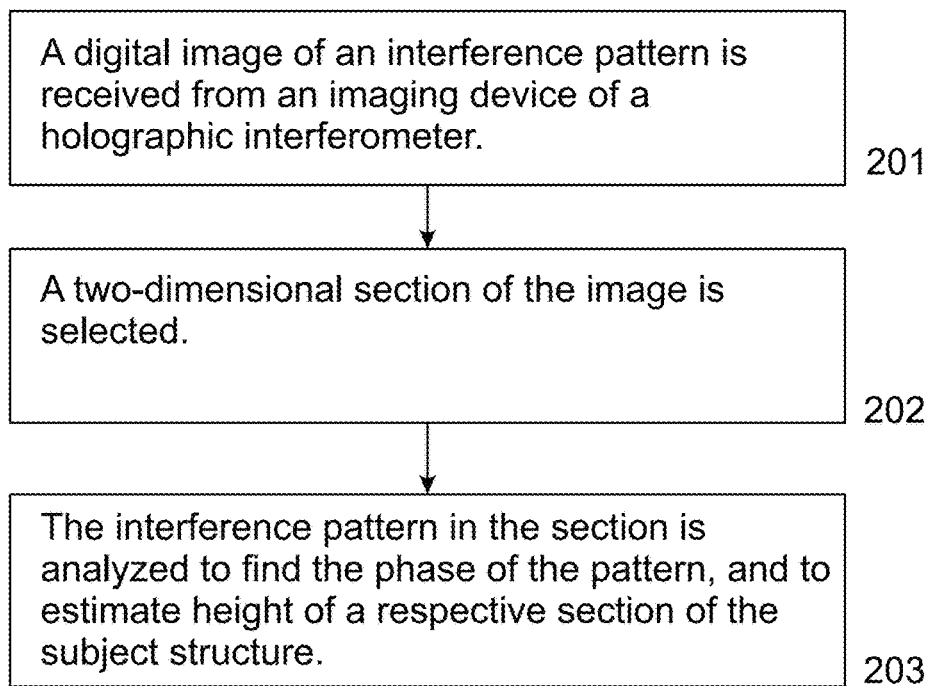 A digital image of an interference pattern is
received from an imaging device of a
holographic interferometer.
201
A two-dimensional section of the image is
selected.
202
The interference pattern in the section is
analyzed to find the phase of the pattern, and to
estimate height of a respective section of the
subject structure.
203